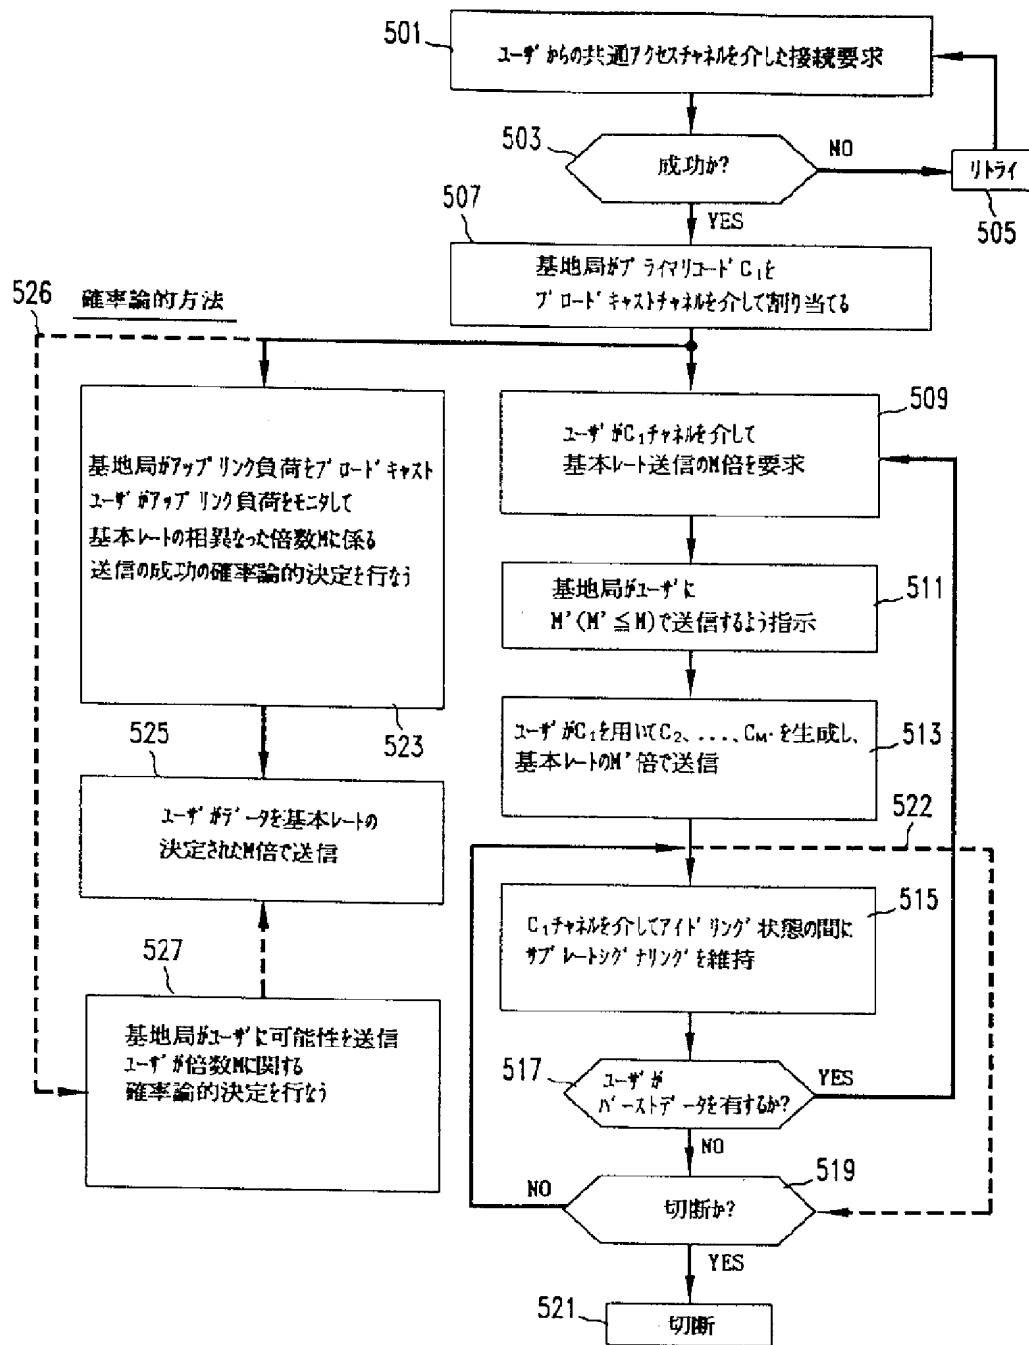 501
ユーザからの共通アクセスチャネルを介した接続要求
503
成功か?
NO
リトライ
505
YES
507
基地局がプライマリコードC₁を
ブロードキャストチャネルを介して割り当てる
526
確率論的方法
基地局がアップリンク負荷をブロードキャスト
ユーザがアップリンク負荷をモニタして
基本レートの相異なった倍数Mに係る
送信の成功の確率論的決定を行なう
523
525
ユーザがデータを基本レートの
決定されたM倍で送信
527
基地局がユーザに可能性を送信
ユーザが倍数Mに関する
確率論的決定を行なう
509
ユーザがC₁チャネルを介して
基本レート送信のM倍を要求
基地局がユーザに
M'(M'≦M)で送信するよう指示
511
ユーザがC₁を用いてC₂、....、CM'を生成し、
基本レートのM'倍で送信
513
522
C₁チャネルを介してアイドリング状態の間に
サブレートシグナリングを維持
515
517
ユーザが
バーストデータを有するか?
YES
NO
519
切断か?
NO
YES
521
切断